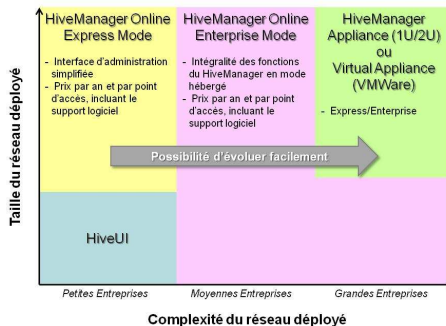 HiveManager Online
Express Mode
- Interface d'administration
simplifiée
- Prix par an et par point
d'accès, incluant le
support logiciel
HiveManager Online
Enterprise Mode
- Intégralité des fonctions
du HiveManager en mode
hébergé
- Prix par an et par point
d'accès, incluant le
support logiciel
HiveManager
Appliance (1U/2U)
ou
Virtual Appliance
(VMWare)
- Express/Enterprise
Possibilité d'évoluer facilement
HiveUI
Taille du réseau déployé
Petites Entreprises
Moyennes Entreprises
Grandes Entreprises
Complexité du réseau déployé